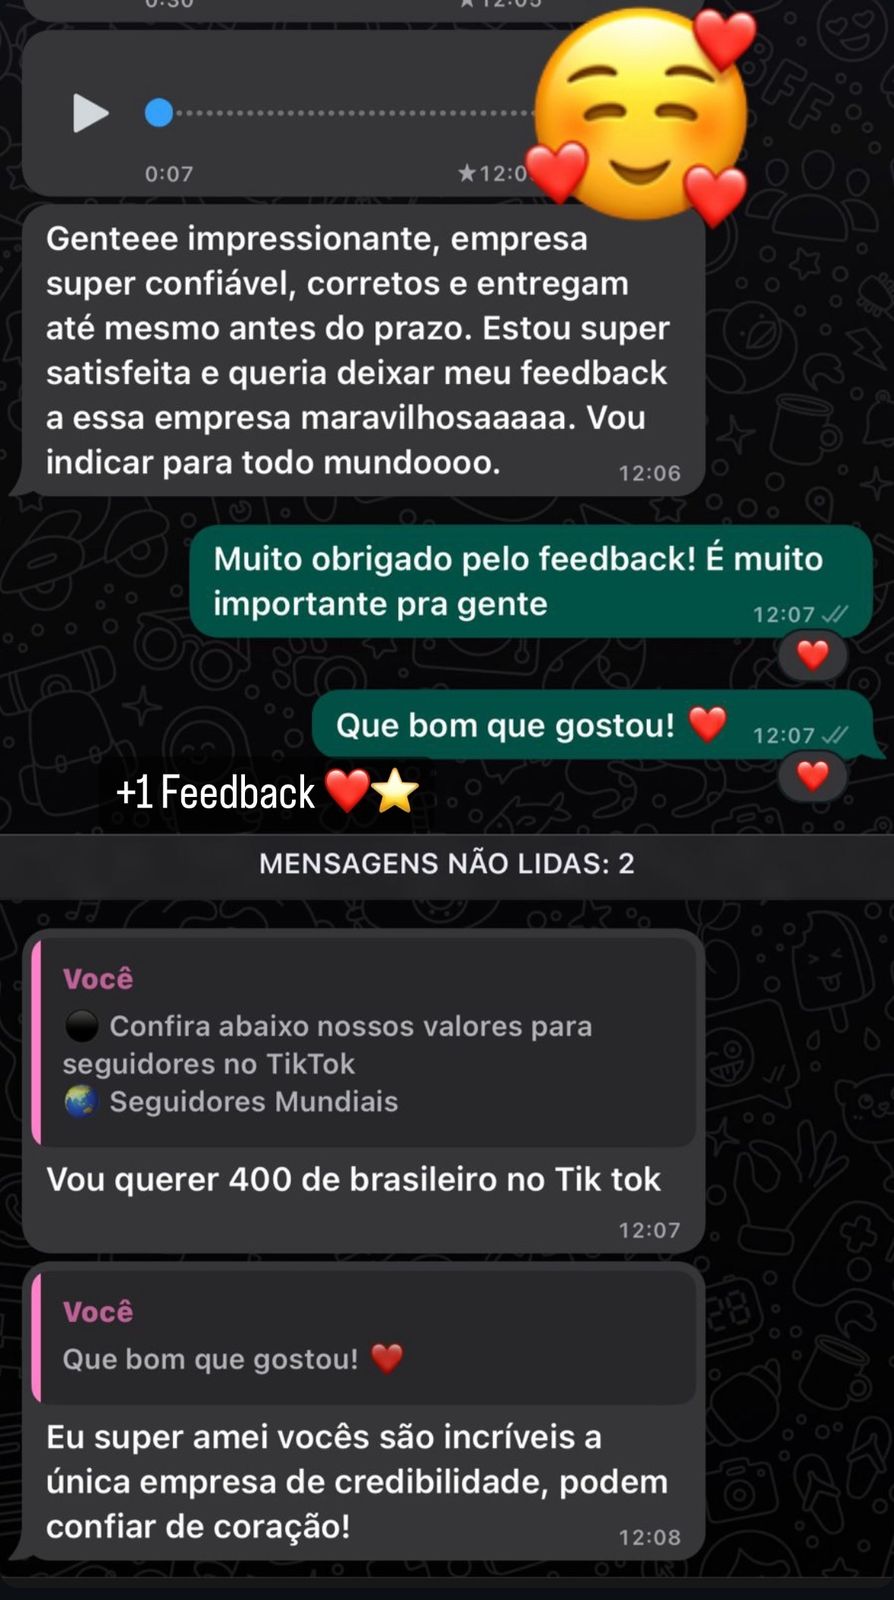 0:30 ★12:05
0:07 ★12:0
Genteee impressionante, empresa
super confiável, corretos e entregam
até mesmo antes do prazo. Estou super
satisfeita e queria deixar meu feedback
a essa empresa maravilhosaaaaa. Vou
indicar para todo mundoooo. 12:06
Muito obrigado pelo feedback! É muito
importante pra gente 12:07
Que bom que gostou! ❤️ 12:07
+1 Feedback ❤️⭐
MENSAGENS NÃO LIDAS: 2
Você
⚫ Confira abaixo nossos valores para
seguidores no TikTok
🌏 Seguidores Mundiais
Vou querer 400 de brasileiro no Tik tok
12:07
Você
Que bom que gostou! ❤️
Eu super amei vocês são incríveis a
única empresa de credibilidade, podem
confiar de coração! 12:08